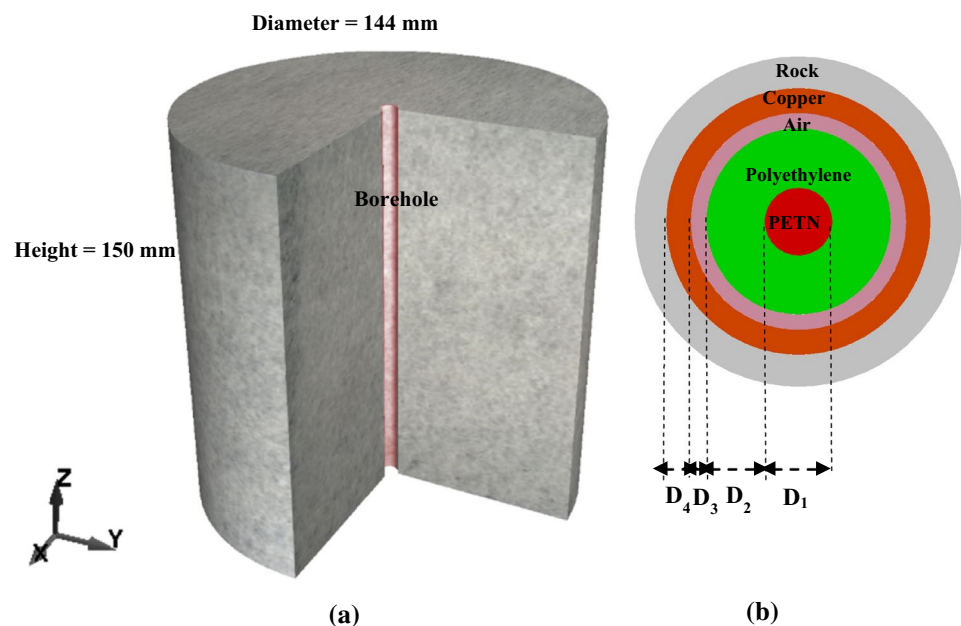 Diameter = 144 mm
Height = 150 mm
Borehole
Z
Y
X
(a)
Rock
Copper
Air
Polyethylene
PETN
D4 D3 D2 D1
(b)